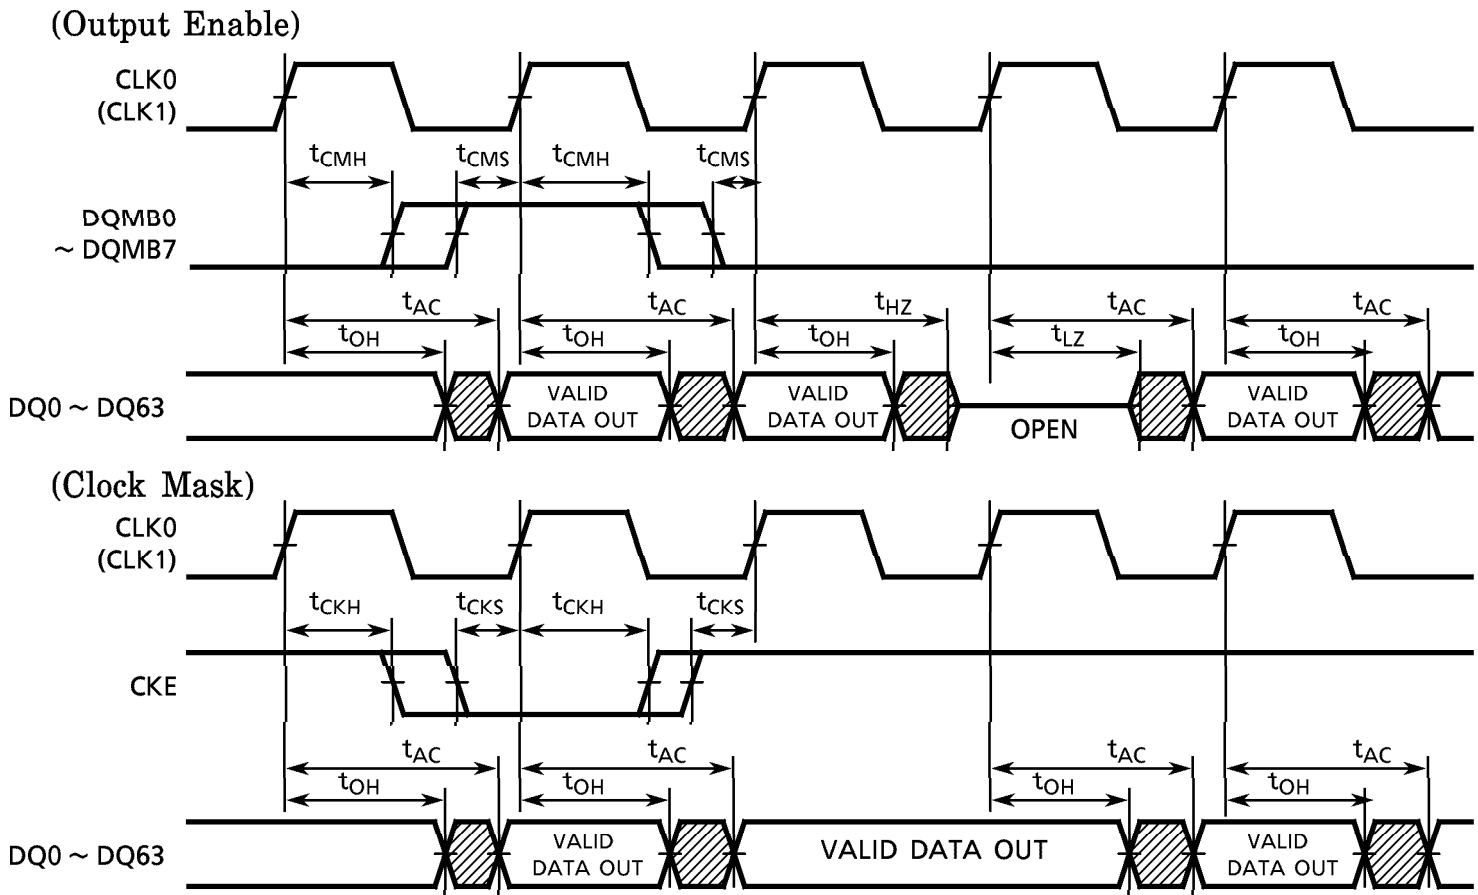 (Output Enable)
CLK0
(CLK1)
tCMH tCMS tCMH tCMS
DQMB0
~ DQMB7
tAC tAC tHZ tAC tAC
tOH tOH tOH tLZ tOH
DQ0 ~ DQ63
VALID
DATA OUT
VALID
DATA OUT
OPEN
VALID
DATA OUT
(Clock Mask)
CLK0
(CLK1)
tCKH tCKS tCKH tCKS
CKE
tAC tAC tAC tAC
tOH tOH tOH tOH
DQ0 ~ DQ63
VALID
DATA OUT
VALID DATA OUT
VALID
DATA OUT